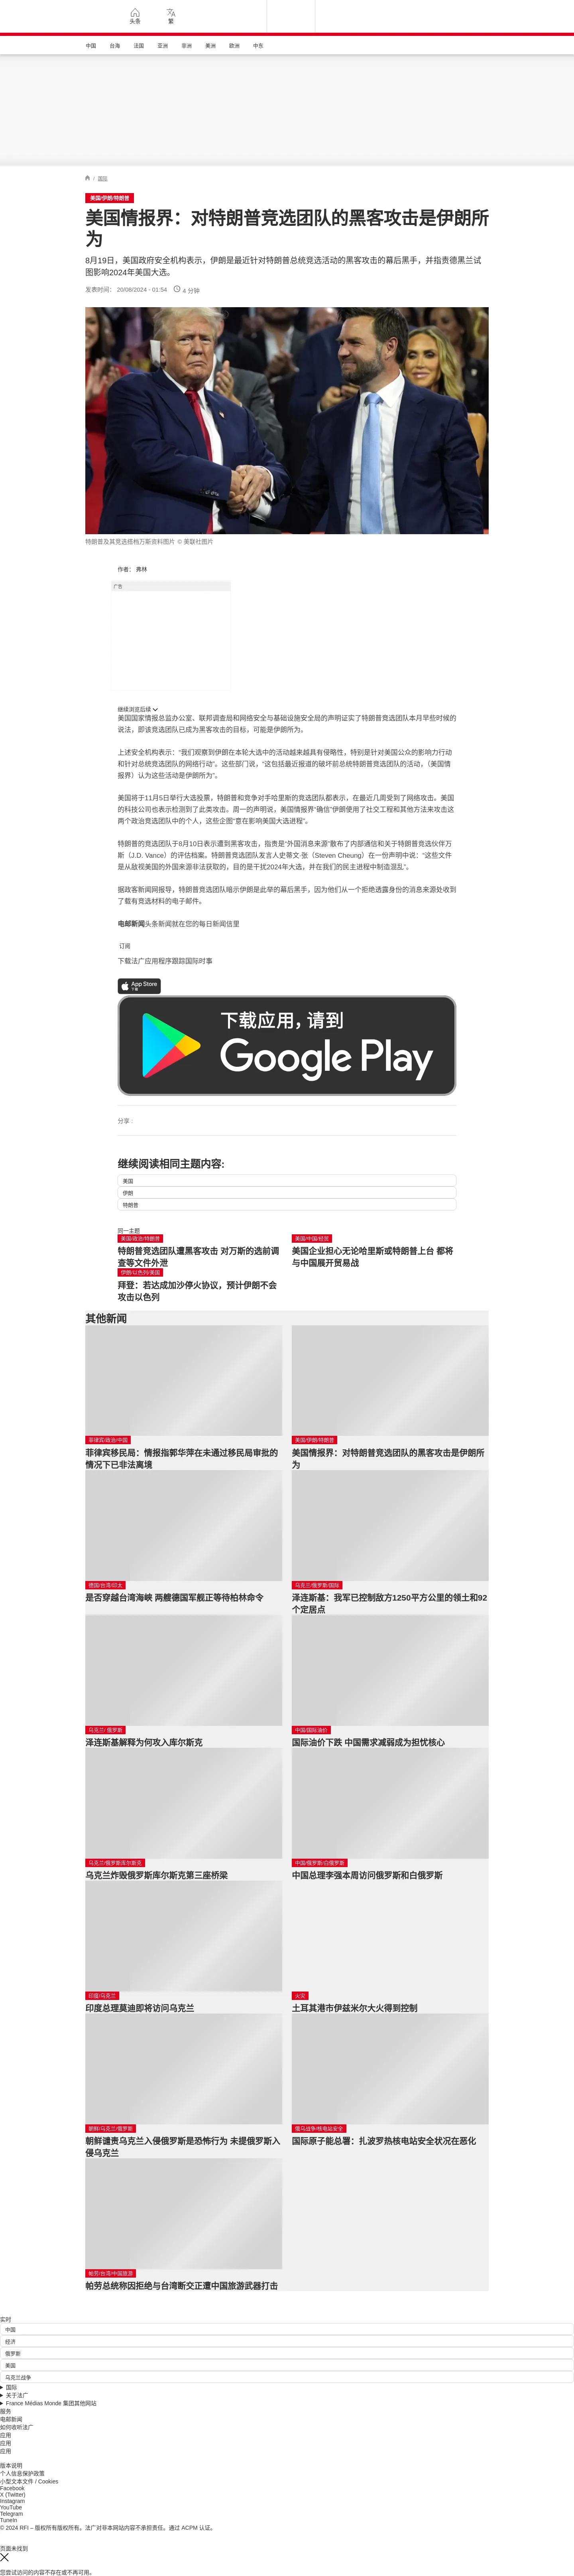 头条
繁
中国 台湾 法国 亚洲 非洲 美洲 欧洲 中东
/ 国际
美国/伊朗/特朗普
美国情报界：对特朗普竞选团队的黑客攻击是伊朗所
为
8月19日，美国政府安全机构表示，伊朗是最近针对特朗普总统竞选活动的黑客攻击的幕后黑手，并指责德黑兰试
图影响2024年美国大选。
发表时间： 20/08/2024 - 01:54 4 分钟
特朗普及其竞选搭档万斯资料图片 © 美联社图片
作者： 弗林
广告
继续浏览后续
美国国家情报总监办公室、联邦调查局和网络安全与基础设施安全局的声明证实了特朗普竞选团队本月早些时候的
说法，即该竞选团队已成为黑客攻击的目标，可能是伊朗所为。
上述安全机构表示：“我们观察到伊朗在本轮大选中的活动越来越具有侵略性，特别是针对美国公众的影响力行动
和针对总统竞选团队的网络行动”。这些部门说，“这包括最近报道的破坏前总统特朗普竞选团队的活动，（美国情
报界）认为这些活动是伊朗所为”。
美国将于11月5日举行大选投票，特朗普和竞争对手哈里斯的竞选团队都表示，在最近几周受到了网络攻击。美国
的科技公司也表示检测到了此类攻击。周一的声明说，美国情报界“确信”伊朗使用了社交工程和其他方法来攻击这
两个政治竞选团队中的个人，这些企图“意在影响美国大选进程”。
特朗普的竞选团队于8月10日表示遭到黑客攻击，指责是“外国消息来源”散布了内部通信和关于特朗普竞选伙伴万
斯（J.D. Vance）的评估档案。特朗普竞选团队发言人史蒂文·张（Steven Cheung）在一份声明中说：“这些文件
是从敌视美国的外国来源非法获取的，目的是干扰2024年大选，并在我们的民主进程中制造混乱”。
据政客新闻网报导，特朗普竞选团队暗示伊朗是此举的幕后黑手，因为他们从一个拒绝透露身份的消息来源处收到
了载有竞选材料的电子邮件。
电邮新闻头条新闻就在您的每日新闻信里
订阅
下载法广应用程序跟踪国际时事
App Store
下载
下载应用，请到
Google Play
分享 :
继续阅读相同主题内容:
美国
伊朗
特朗普
同一主题
美国/政治/特朗普
特朗普竞选团队遭黑客攻击 对万斯的选前调
查等文件外泄
美国/中国/经贸
美国企业担心无论哈里斯或特朗普上台 都将
与中国展开贸易战
伊朗/以色列/美国
拜登：若达成加沙停火协议，预计伊朗不会
攻击以色列
其他新闻
菲律宾/政治/中国
菲律宾移民局：情报指郭华萍在未通过移民局审批的
情况下已非法离境
美国/伊朗/特朗普
美国情报界：对特朗普竞选团队的黑客攻击是伊朗所
为
德国/台湾/印太
是否穿越台湾海峡 两艘德国军舰正等待柏林命令
乌克兰/俄罗斯/国际
泽连斯基：我军已控制敌方1250平方公里的领土和92
个定居点
乌克兰/ 俄罗斯
泽连斯基解释为何攻入库尔斯克
中国/国际油价
国际油价下跌 中国需求减弱成为担忧核心
乌克兰/俄罗斯库尔斯克
乌克兰炸毁俄罗斯库尔斯克第三座桥梁
中国/俄罗斯/白俄罗斯
中国总理李强本周访问俄罗斯和白俄罗斯
印度/乌克兰
印度总理莫迪即将访问乌克兰
火灾
土耳其港市伊兹米尔大火得到控制
朝鲜/乌克兰/俄罗斯
朝鲜谴责乌克兰入侵俄罗斯是恐怖行为 未提俄罗斯入
侵乌克兰
俄乌战争/核电站安全
国际原子能总署：扎波罗热核电站安全状况在恶化
帕劳/台湾/中国旅游
帕劳总统称因拒绝与台湾断交正遭中国旅游武器打击
实时
中国
经济
俄罗斯
美国
乌克兰战争
国际
关于法广
France Médias Monde 集团其他网站
服务
电邮新闻
如何收听法广
应用
应用
应用
版本说明
个人信息保护政策
小型文本文件 / Cookies
Facebook
X (Twitter)
Instagram
YouTube
Telegram
TuneIn
© 2024 RFI – 版权所有版权所有。法广对非本网站内容不承担责任。通过 ACPM 认证。
页面未找到
您尝试访问的内容不存在或不再可用。